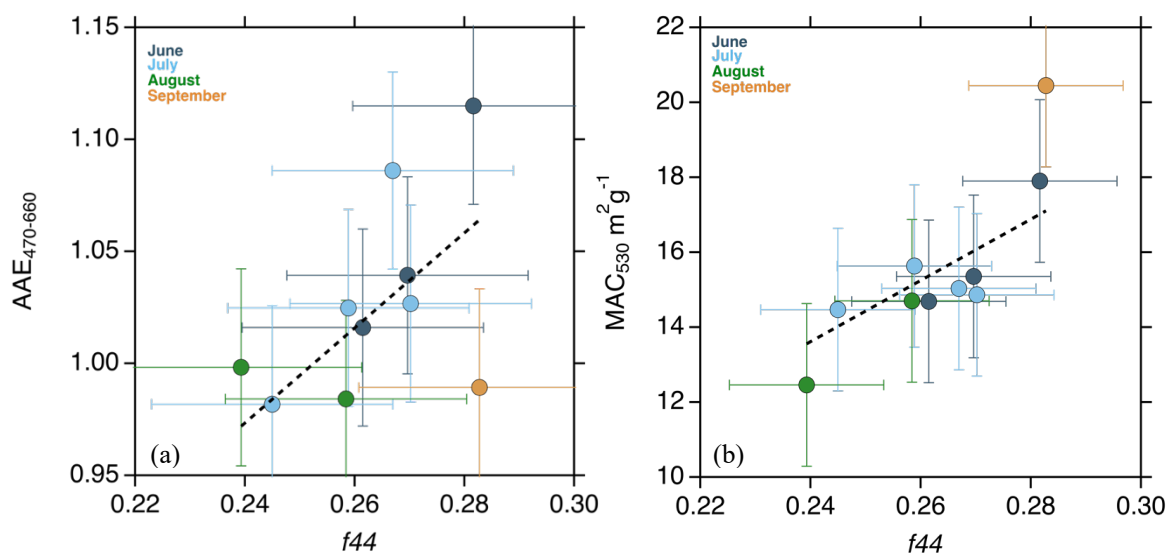 1.15
1.10
1.05
1.00
0.95
AAE470-660
June
July
August
September
(a)
0.22
0.24
0.26
0.28
0.30
f44
22
20
18
16
14
12
10
MAC530 m2g-1
June
July
August
September
(b)
0.22
0.24
0.26
0.28
0.30
f44